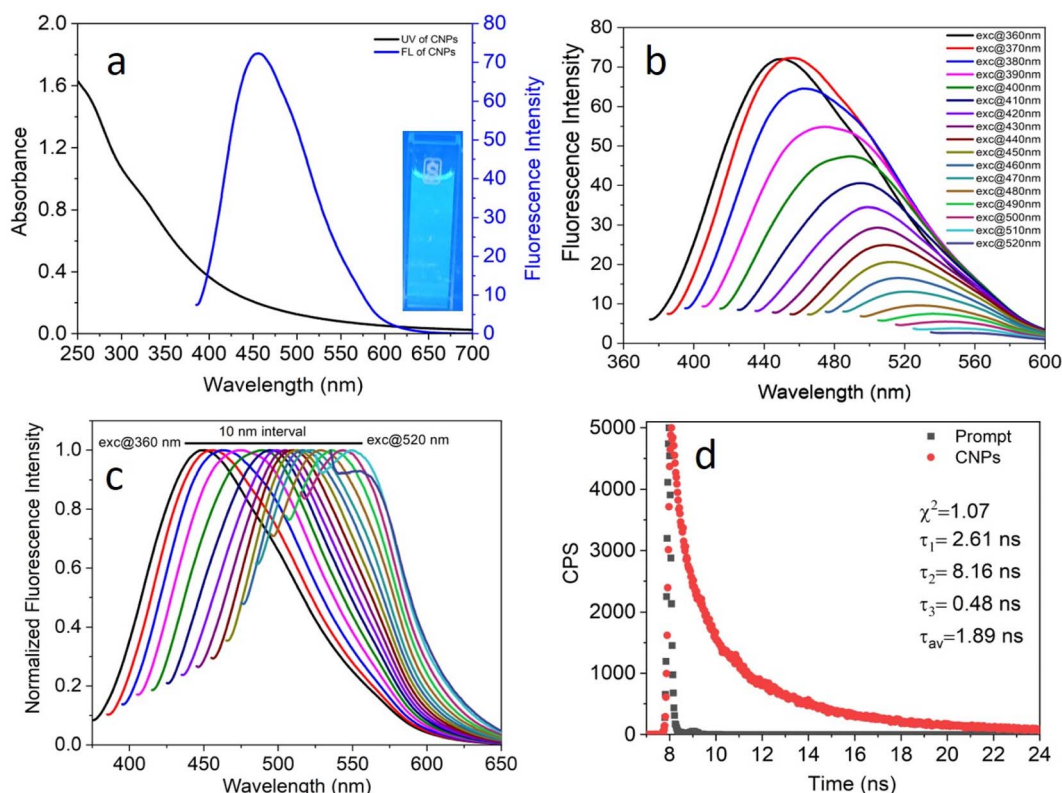 a
UV of CNPs
FL of CNPs
2.0
1.6
1.2
0.8
0.4
0.0
Absorbance
80
70
60
50
40
30
20
10
0
Fluorescence Intensity
250 300 350 400 450 500 550 600 700
Wavelength (nm)
b
80
70
60
50
40
30
20
10
0
Fluorescence Intensity
exc@360nm
exc@370nm
exc@380nm
exc@390nm
exc@400nm
exc@410nm
exc@420nm
exc@430nm
exc@440nm
exc@450nm
exc@460nm
exc@470nm
exc@480nm
exc@490nm
exc@500nm
exc@510nm
exc@520nm
360 400 440 480 520 560 600
Wavelength (nm)
c
10 nm interval
exc@360 nm
exc@520 nm
1.0
0.8
0.6
0.4
0.2
0.0
Normalized Fluorescence Intensity
400 450 500 550 600 650
Wavelength (nm)
d
Prompt
CNPs
χ²=1.07
τ₁= 2.61 ns
τ₂= 8.16 ns
τ₃= 0.48 ns
τav=1.89 ns
5000
4000
3000
2000
1000
0
CPS
8 10 12 14 16 18 20 22 24
Time (ns)